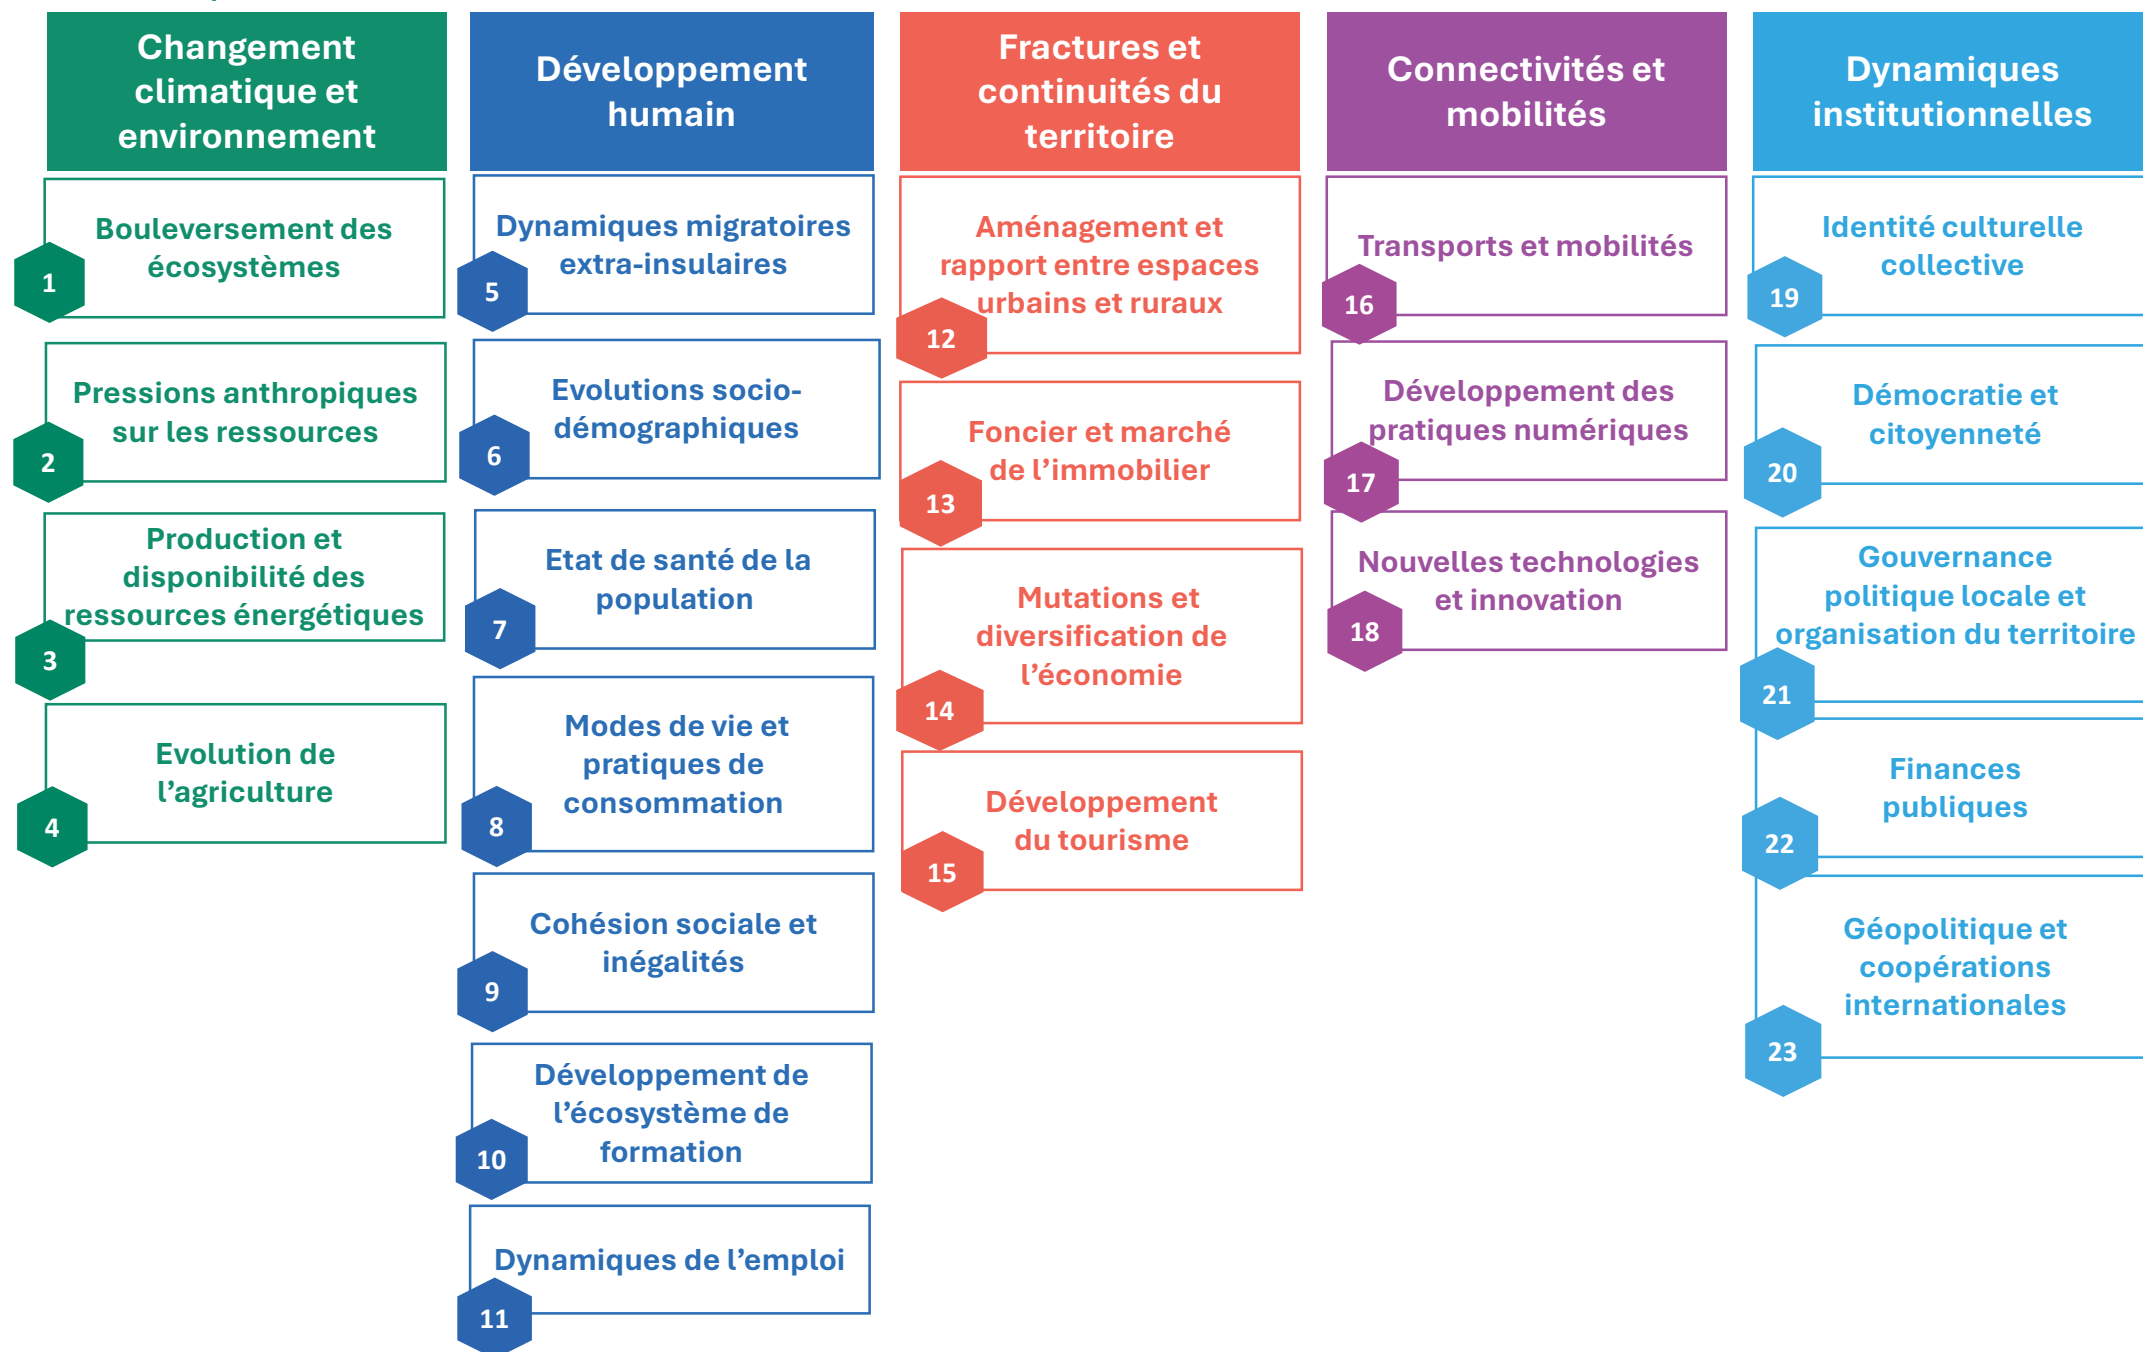 Changement
climatique et
environnement
Bouleversement des
écosystèmes
1
Pressions anthropiques
sur les ressources
2
Production et
disponibilité des
ressources énergétiques
3
Evolution de
l’agriculture
4
Développement
humain
Dynamiques migratoires
extra-insulaires
5
Evolutions socio-
démographiques
6
Etat de santé de la
population
7
Modes de vie et
pratiques de
consommation
8
Cohésion sociale et
inégalités
9
Développement de
l’écosystème de
formation
10
Dynamiques de l’emploi
11
Fractures et
continuités du
territoire
Aménagement et
rapport entre espaces
urbains et ruraux
12
Foncier et marché
de l’immobilier
13
Mutations et
diversification de
l’économie
14
Développement
du tourisme
15
Connectivités et
mobilités
Transports et mobilités
16
Développement des
pratiques numériques
17
Nouvelles technologies
et innovation
18
Dynamiques
institutionnelles
Identité culturelle
collective
19
Démocratie et
citoyenneté
20
Gouvernance
politique locale et
organisation du territoire
21
Finances
publiques
22
Géopolitique et
coopérations
internationales
23